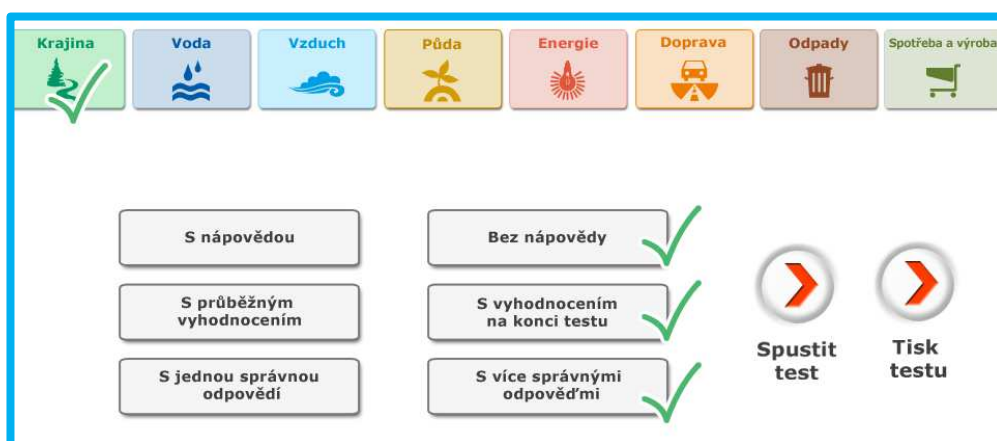 Krajina
Voda
Vzduch
Půda
Energie
Doprava
Odpady
Spotřeba a výroba
S nápovědou
Bez nápovědy
S průběžným
vyhodnocením
S vyhodnocením
na konci testu
S jednou správnou
odpovědí
S více správnými
odpověďmi
Spustit
test
Tisk
testu